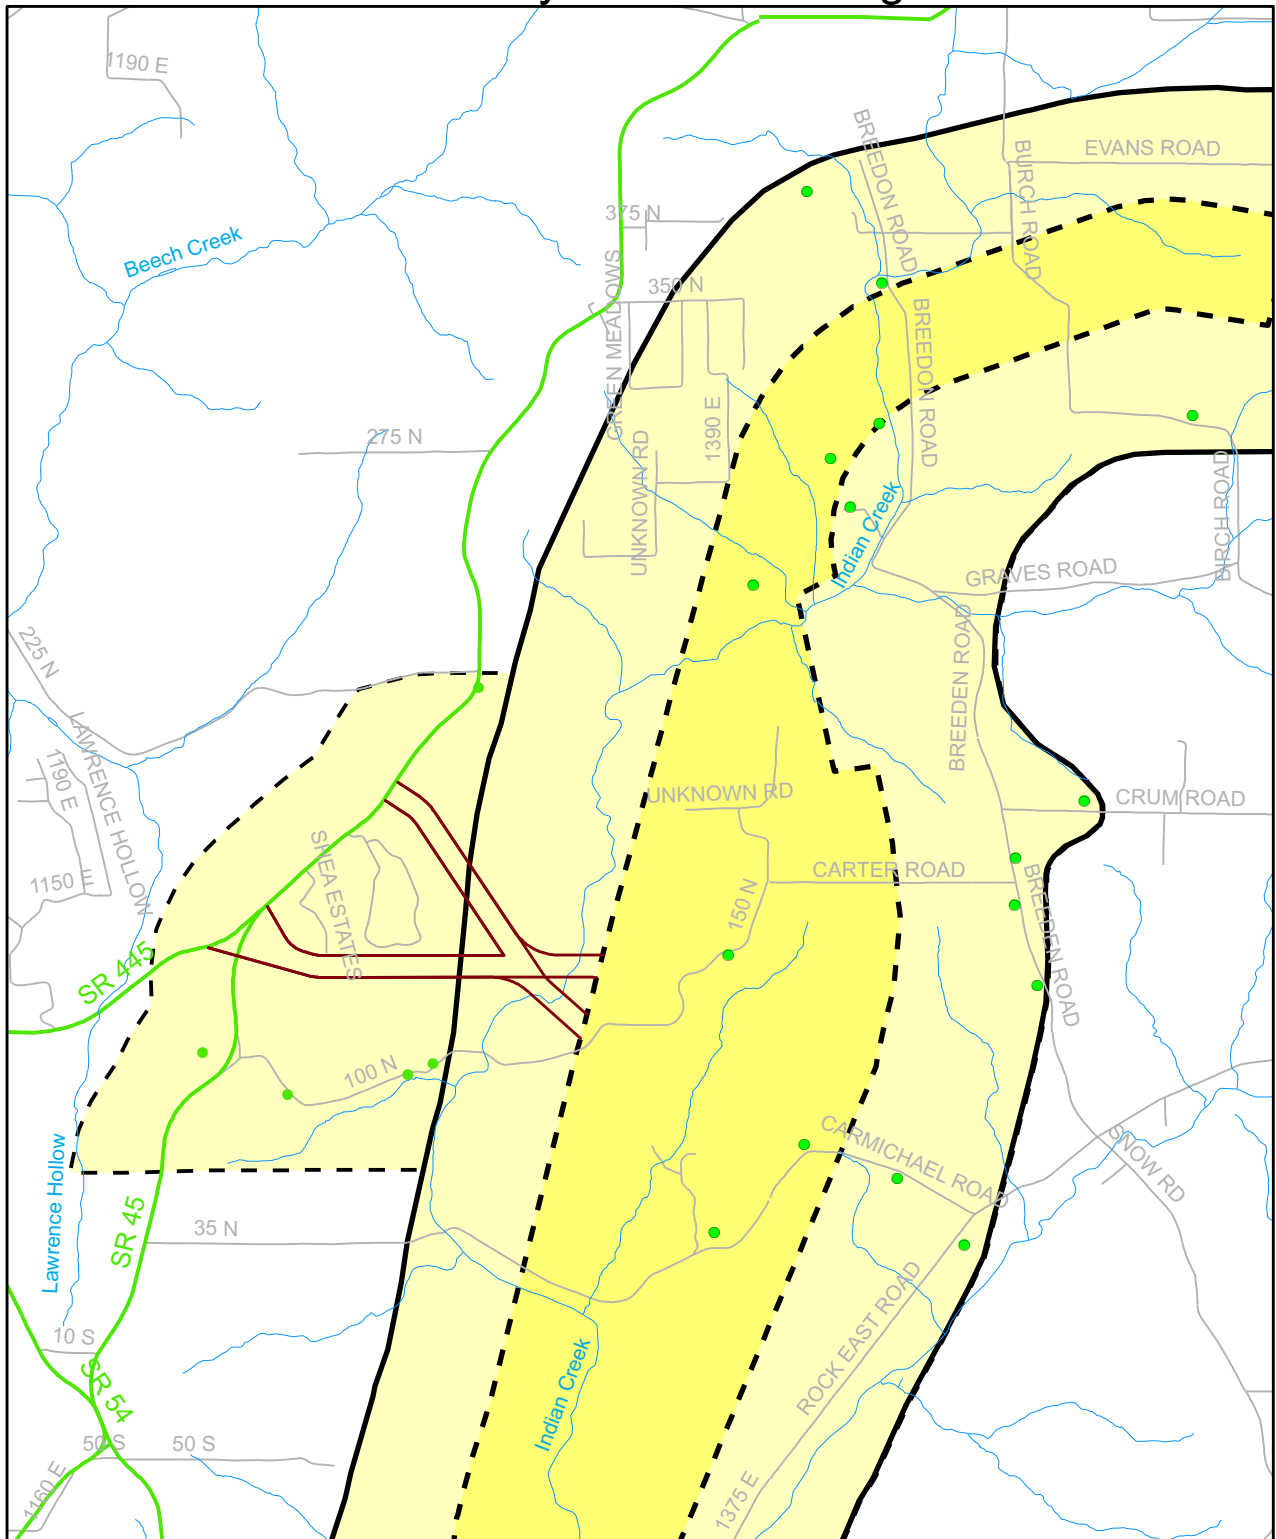 1190 E
EVANS ROAD
BREEDON ROAD
BURCH ROAD
375 N
Beech Creek
GREEN MEADOWS
350 N
BREEDON ROAD
1390 E
275 N
UNKNOWN RD
BIRCH ROAD
Indian Creek
GRAVES ROAD
225 N
BREEDEN ROAD
LAWRENCE HOLLOW
1190 E
UNKNOWN RD
CRUM ROAD
SHEA ESTATES
CARTER ROAD
1150 E
150 N
BREEDEN ROAD
SR 445
100 N
CARMICHAEL ROAD
SNOW RD
Lawrence Hollow
SR 45
35 N
10 S
ROCK EAST ROAD
SR 54
Indian Creek
50 S
50 S
1160 E
1375 E